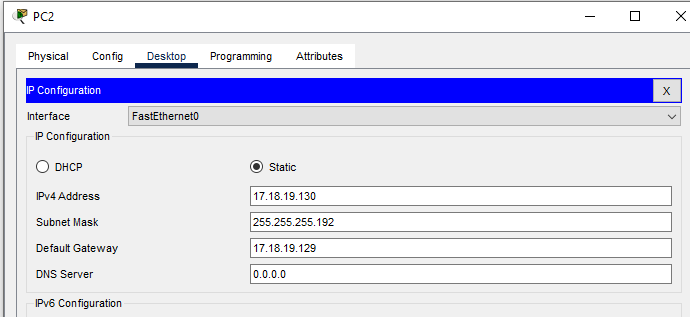 PC2
Physical Config Desktop Programming Attributes
IP Configuration X
Interface FastEthernet0
IP Configuration
DHCP Static
IPv4 Address 17.18.19.130
Subnet Mask 255.255.255.192
Default Gateway 17.18.19.129
DNS Server 0.0.0.0
IPv6 Configuration